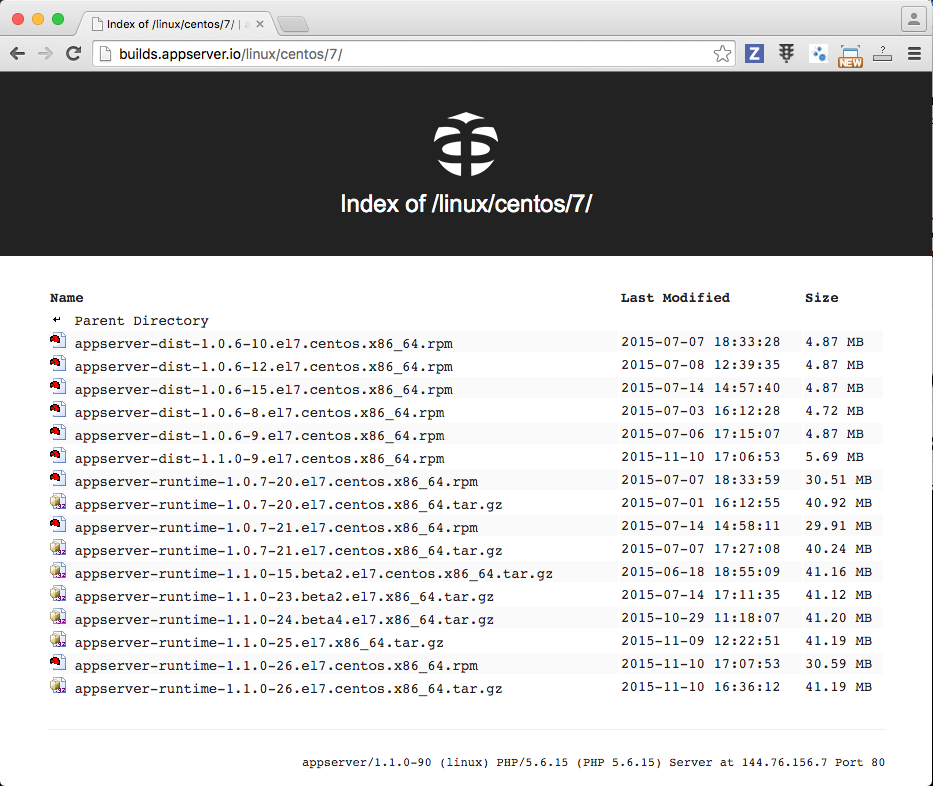 Index of /linux/centos/7/ |
builds.appserver.io/linux/centos/7/
Z
NEW
?
Index of /linux/centos/7/
Name Last Modified Size
Parent Directory
appserver-dist-1.0.6-10.el7.centos.x86_64.rpm 2015-07-07 18:33:28 4.87 MB
appserver-dist-1.0.6-12.el7.centos.x86_64.rpm 2015-07-08 12:39:35 4.87 MB
appserver-dist-1.0.6-15.el7.centos.x86_64.rpm 2015-07-14 14:57:40 4.87 MB
appserver-dist-1.0.6-8.el7.centos.x86_64.rpm 2015-07-03 16:12:28 4.72 MB
appserver-dist-1.0.6-9.el7.centos.x86_64.rpm 2015-07-06 17:15:07 4.87 MB
appserver-dist-1.1.0-9.el7.centos.x86_64.rpm 2015-11-10 17:06:53 5.69 MB
appserver-runtime-1.0.7-20.el7.centos.x86_64.rpm 2015-07-07 18:33:59 30.51 MB
appserver-runtime-1.0.7-20.el7.centos.x86_64.tar.gz 2015-07-01 16:12:55 40.92 MB
appserver-runtime-1.0.7-21.el7.centos.x86_64.rpm 2015-07-14 14:58:11 29.91 MB
appserver-runtime-1.0.7-21.el7.centos.x86_64.tar.gz 2015-07-07 17:27:08 40.24 MB
appserver-runtime-1.1.0-15.beta2.el7.centos.x86_64.tar.gz 2015-06-18 18:55:09 41.16 MB
appserver-runtime-1.1.0-23.beta2.el7.x86_64.tar.gz 2015-07-14 17:11:35 41.12 MB
appserver-runtime-1.1.0-24.beta4.el7.x86_64.tar.gz 2015-10-29 11:18:07 41.20 MB
appserver-runtime-1.1.0-25.el7.x86_64.tar.gz 2015-11-09 12:22:51 41.19 MB
appserver-runtime-1.1.0-26.el7.centos.x86_64.rpm 2015-11-10 17:07:53 30.59 MB
appserver-runtime-1.1.0-26.el7.centos.x86_64.tar.gz 2015-11-10 16:36:12 41.19 MB
appserver/1.1.0-90 (linux) PHP/5.6.15 (PHP 5.6.15) Server at 144.76.156.7 Port 80